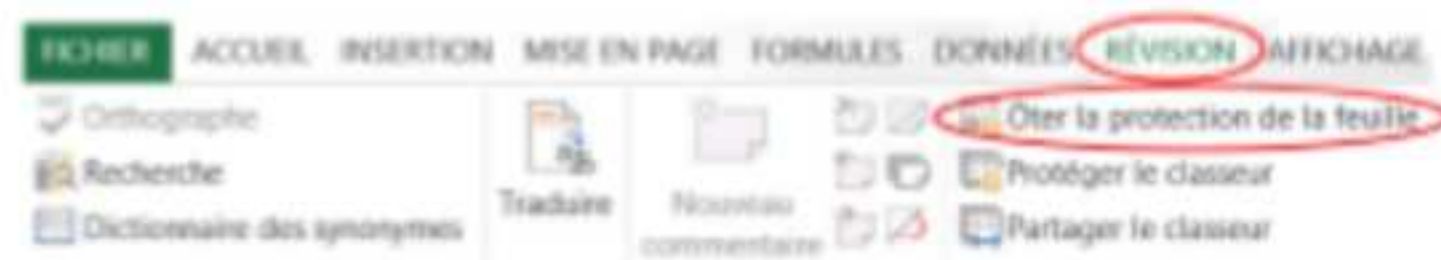 FICHIER ACCUEIL INSERTION MISE EN PAGE FORMULES DONNÉES RÉVISION AFFICHAGE
Orthographe
Recherche
Dictionnaire des synonymes
Traduire
Nouveau
commentaire
Ôter la protection de la feuille
Protéger le classeur
Partager le classeur